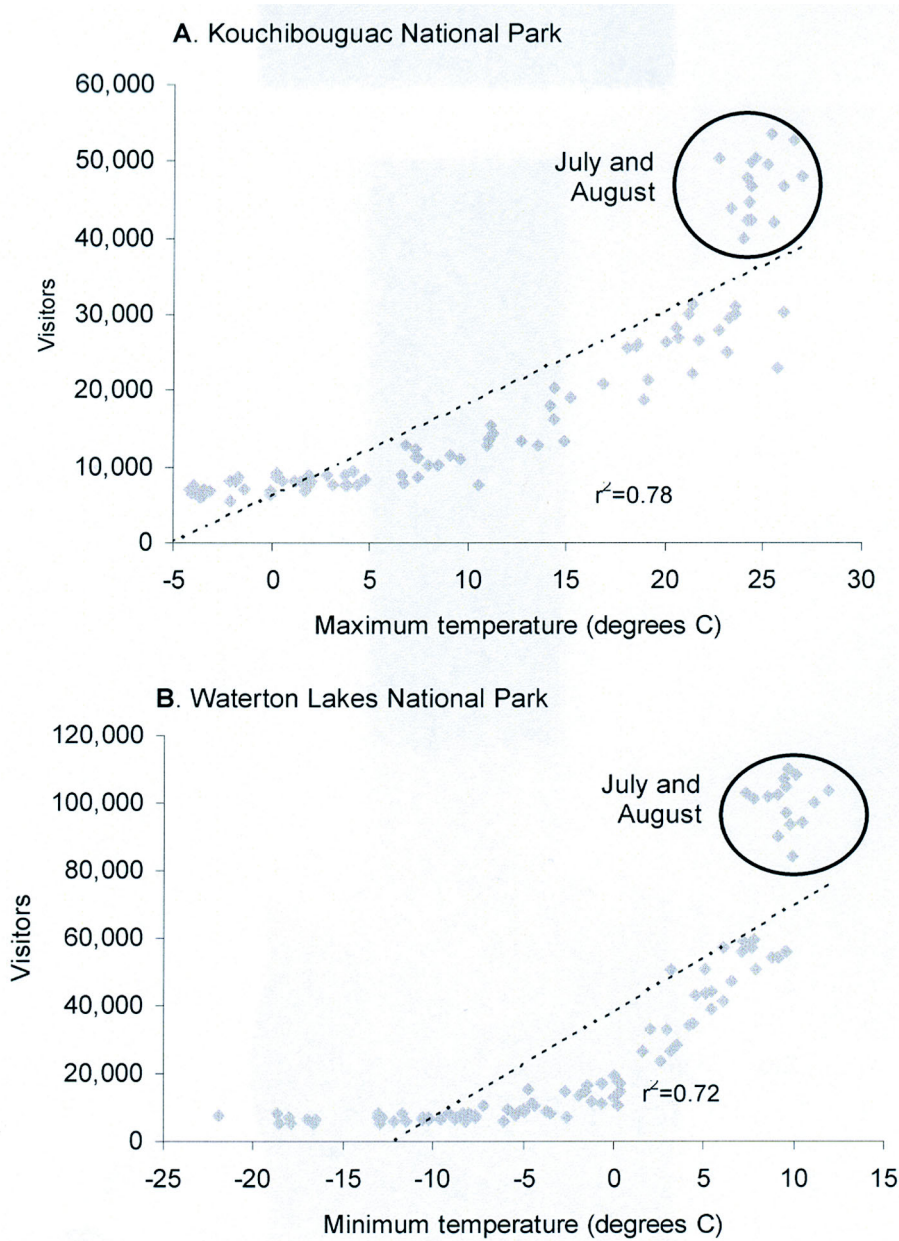 A. Kouchibouguac National Park
60,000
50,000
40,000
30,000
20,000
10,000
0
Visitors
July and
August
r²=0.78
-5 0 5 10 15 20 25 30
Maximum temperature (degrees C)
B. Waterton Lakes National Park
120,000
100,000
80,000
60,000
40,000
20,000
0
Visitors
July and
August
r²=0.72
-25 -20 -15 -10 -5 0 5 10 15
Minimum temperature (degrees C)